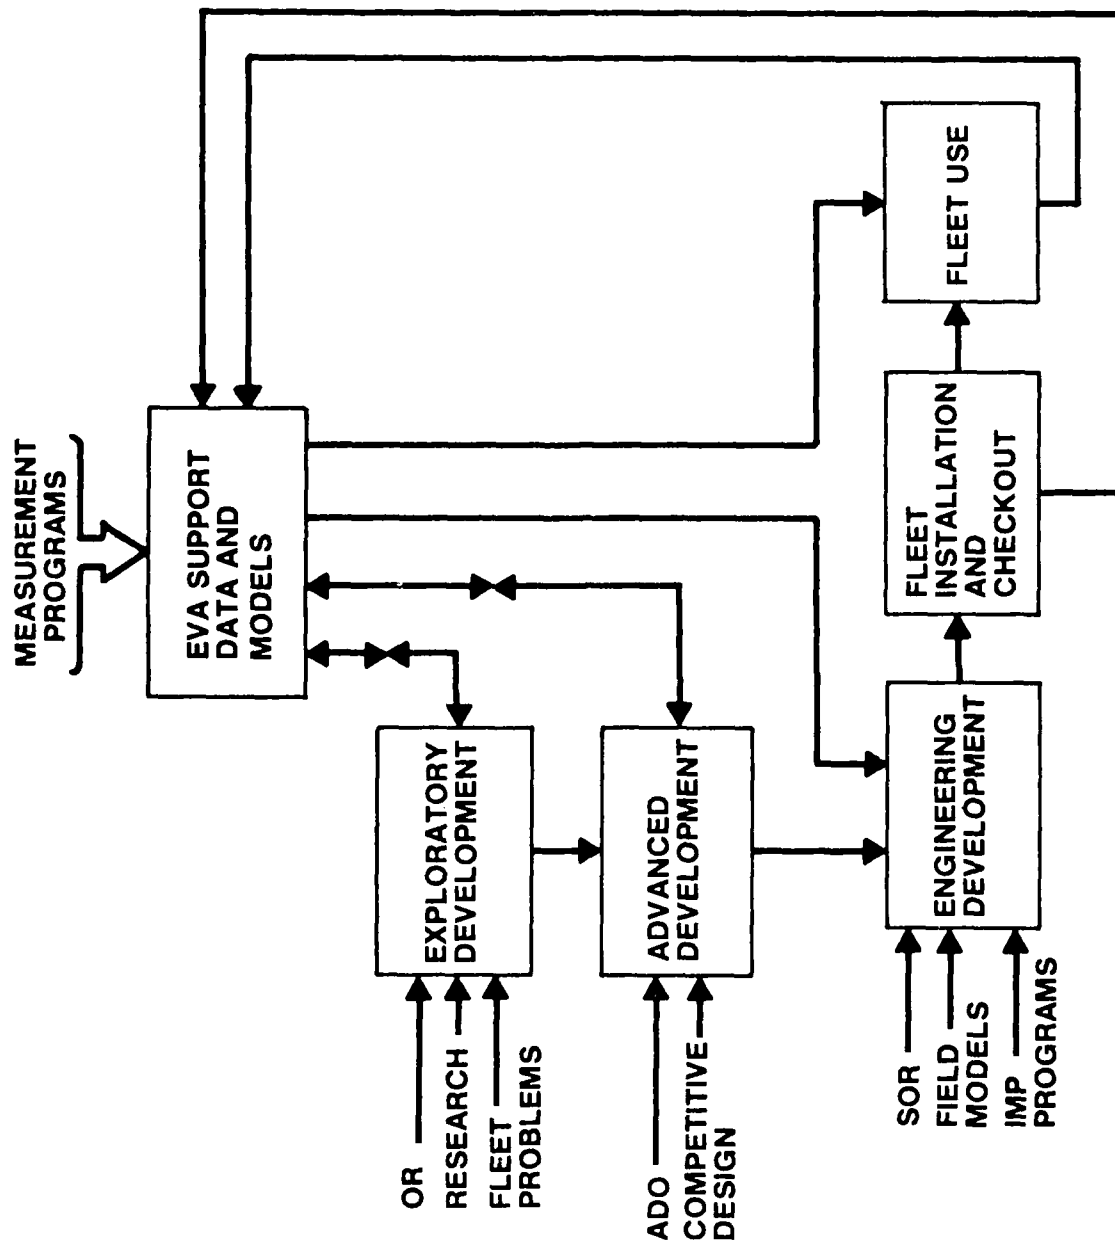 MEASUREMENT
PROGRAMS
EVA SUPPORT
DATA AND
MODELS
OR
RESEARCH
FLEET
PROBLEMS
EXPLORATORY
DEVELOPMENT
ADO
COMPETITIVE
DESIGN
ADVANCED
DEVELOPMENT
SOR
FIELD
MODELS
IMP
PROGRAMS
ENGINEERING
DEVELOPMENT
FLEET
INSTALLATION
AND
CHECKOUT
FLEET USE